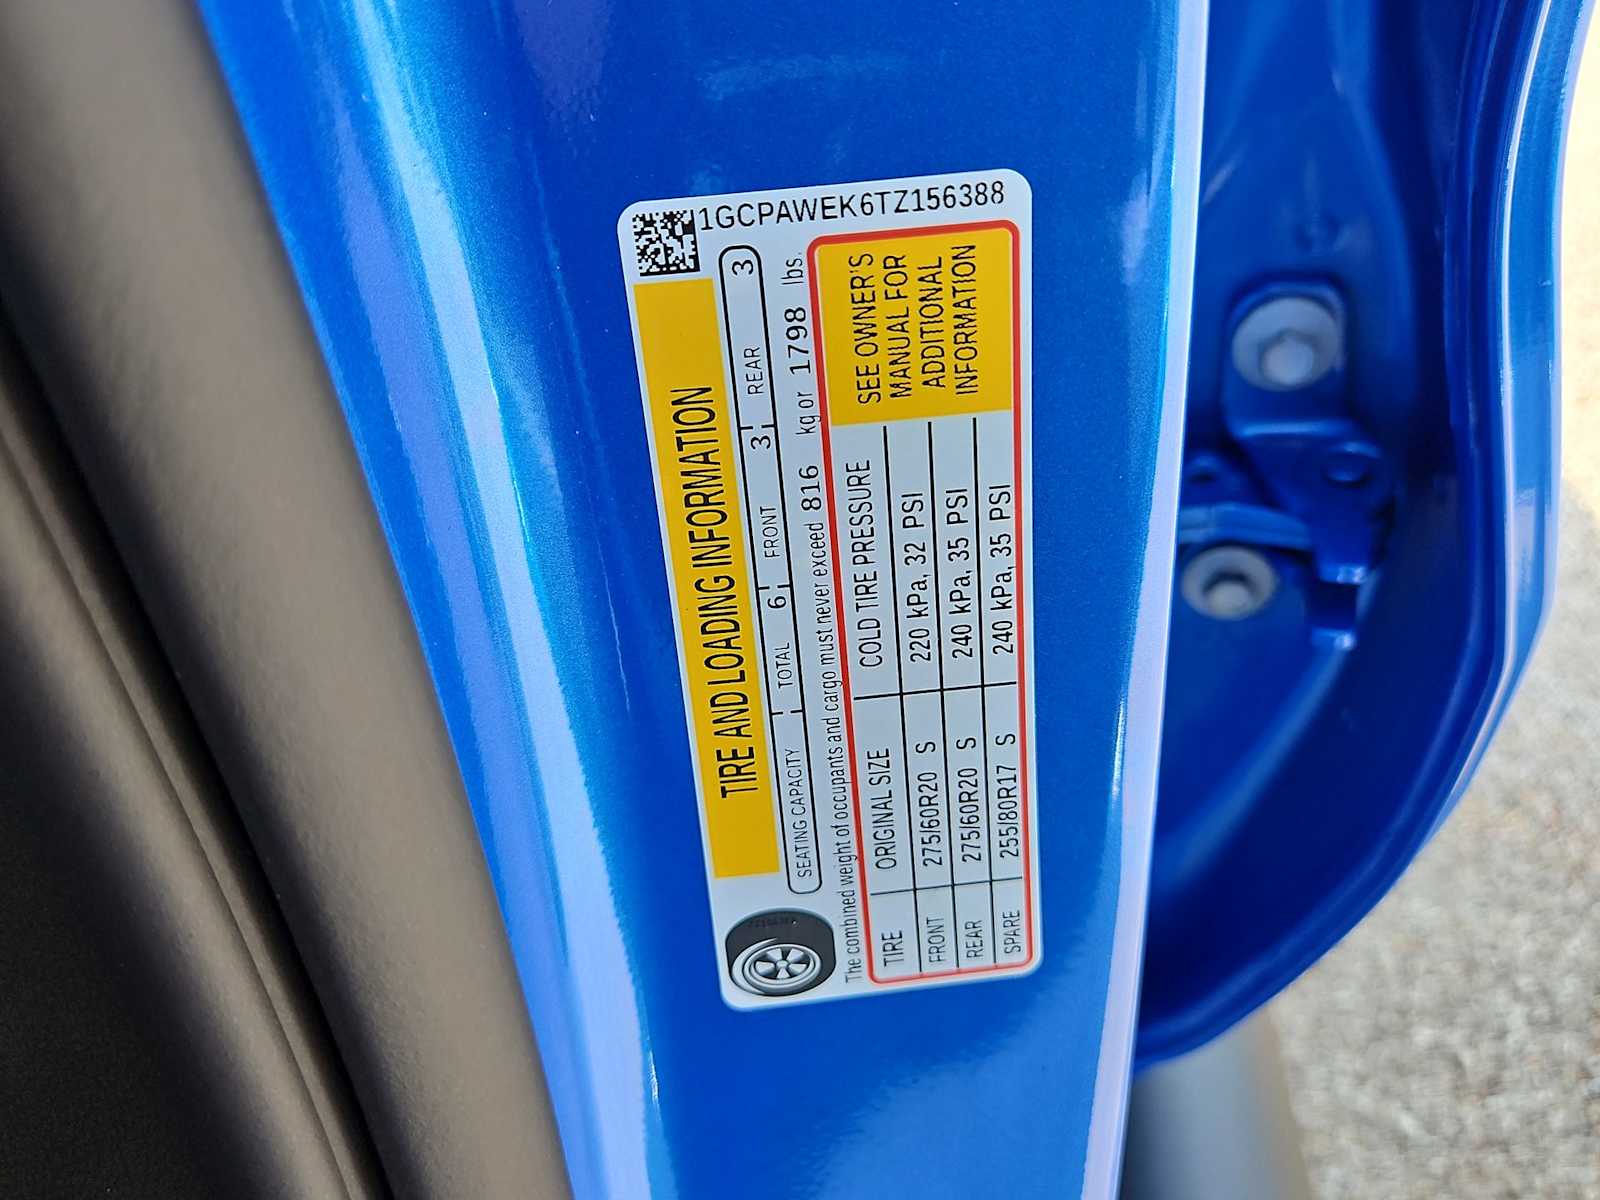 1GCPAWEK6TZ156388
TIRE AND LOADING INFORMATION
SEATING CAPACITY TOTAL 6 FRONT 3 REAR 3
The combined weight of occupants and cargo must never exceed 816 kg or 1798 lbs.
TIRE ORIGINAL SIZE COLD TIRE PRESSURE
FRONT 275/60R20 S 220 kPa, 32 PSI
REAR 275/60R20 S 240 kPa, 35 PSI
SPARE 255/80R17 S 240 kPa, 35 PSI
SEE OWNER'S
MANUAL FOR
ADDITIONAL
INFORMATION